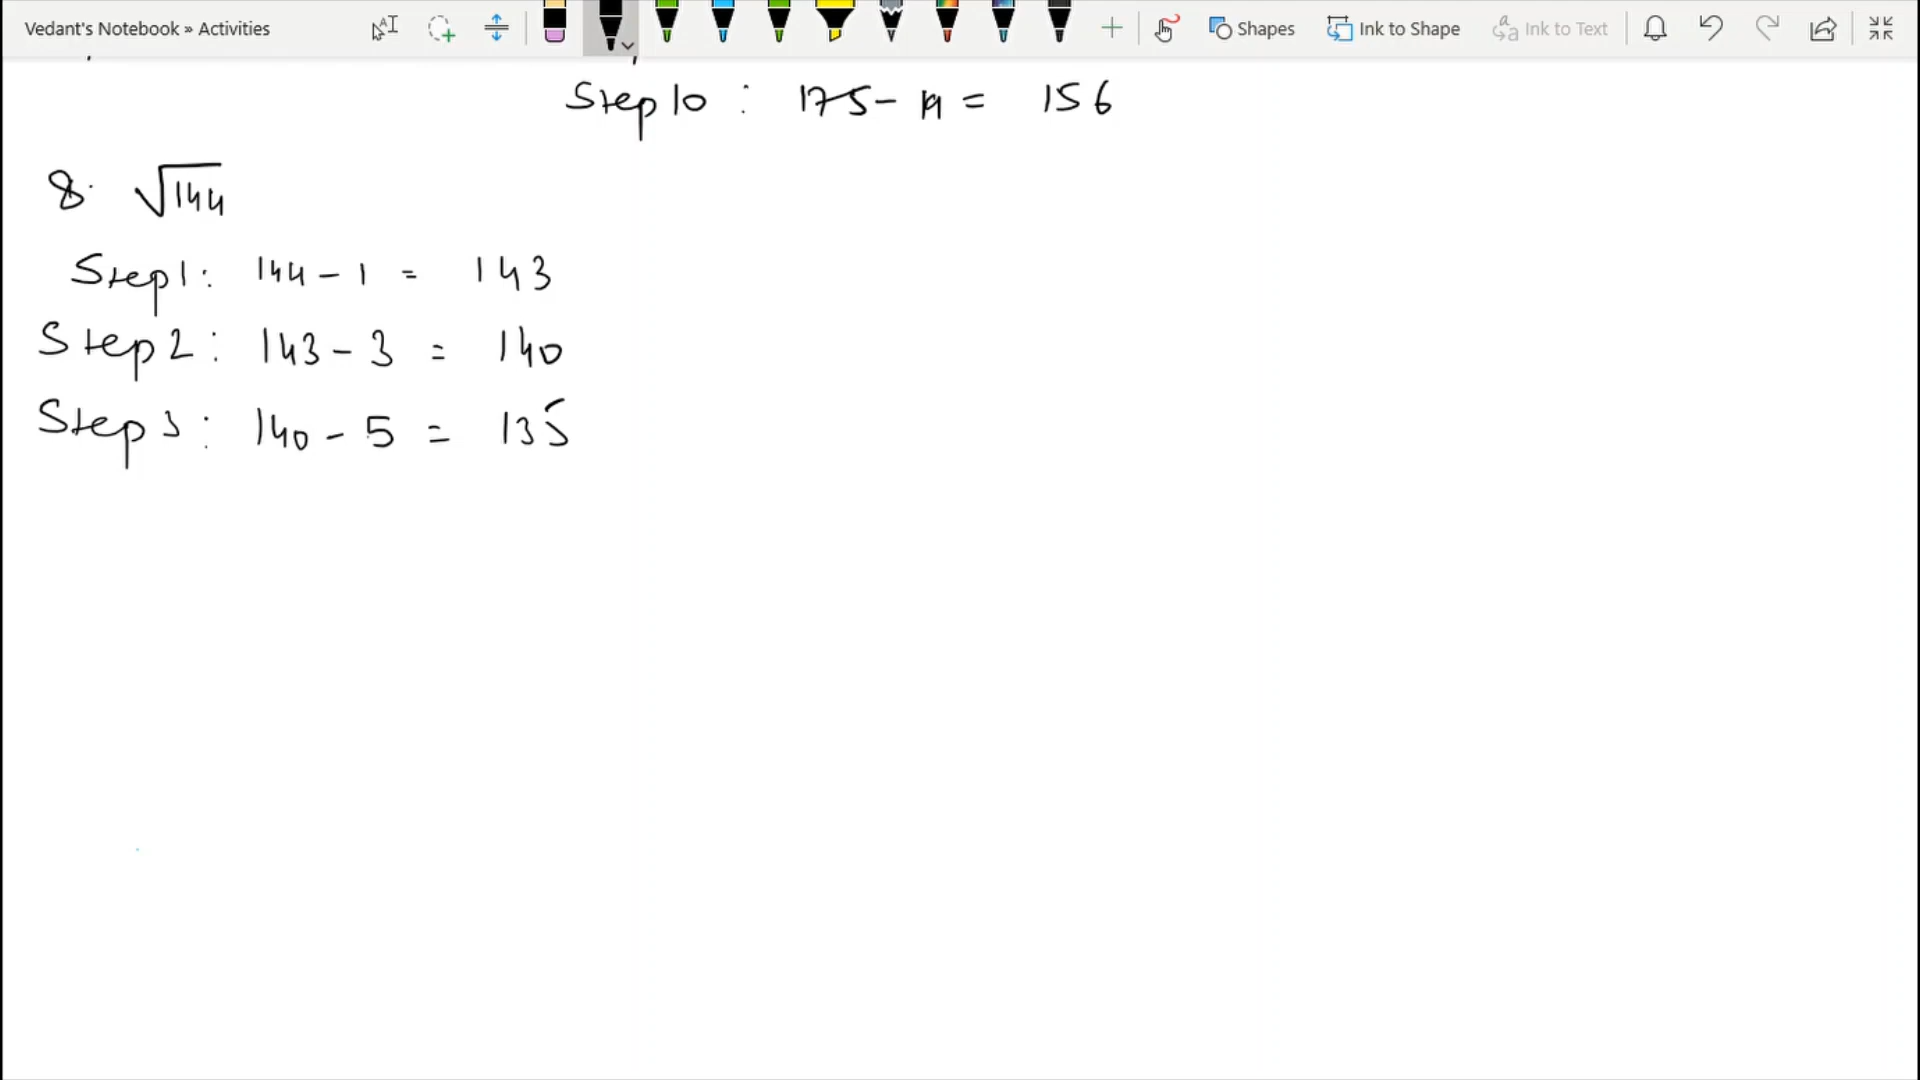 Vedant's Notebook » Activities
Shapes
Ink to Shape
Ink to Text
Step 10 : 175 - 19 = 156
8. √144
Step 1: 144 - 1 = 143
Step 2: 143 - 3 = 140
Step 3: 140 - 5 = 135